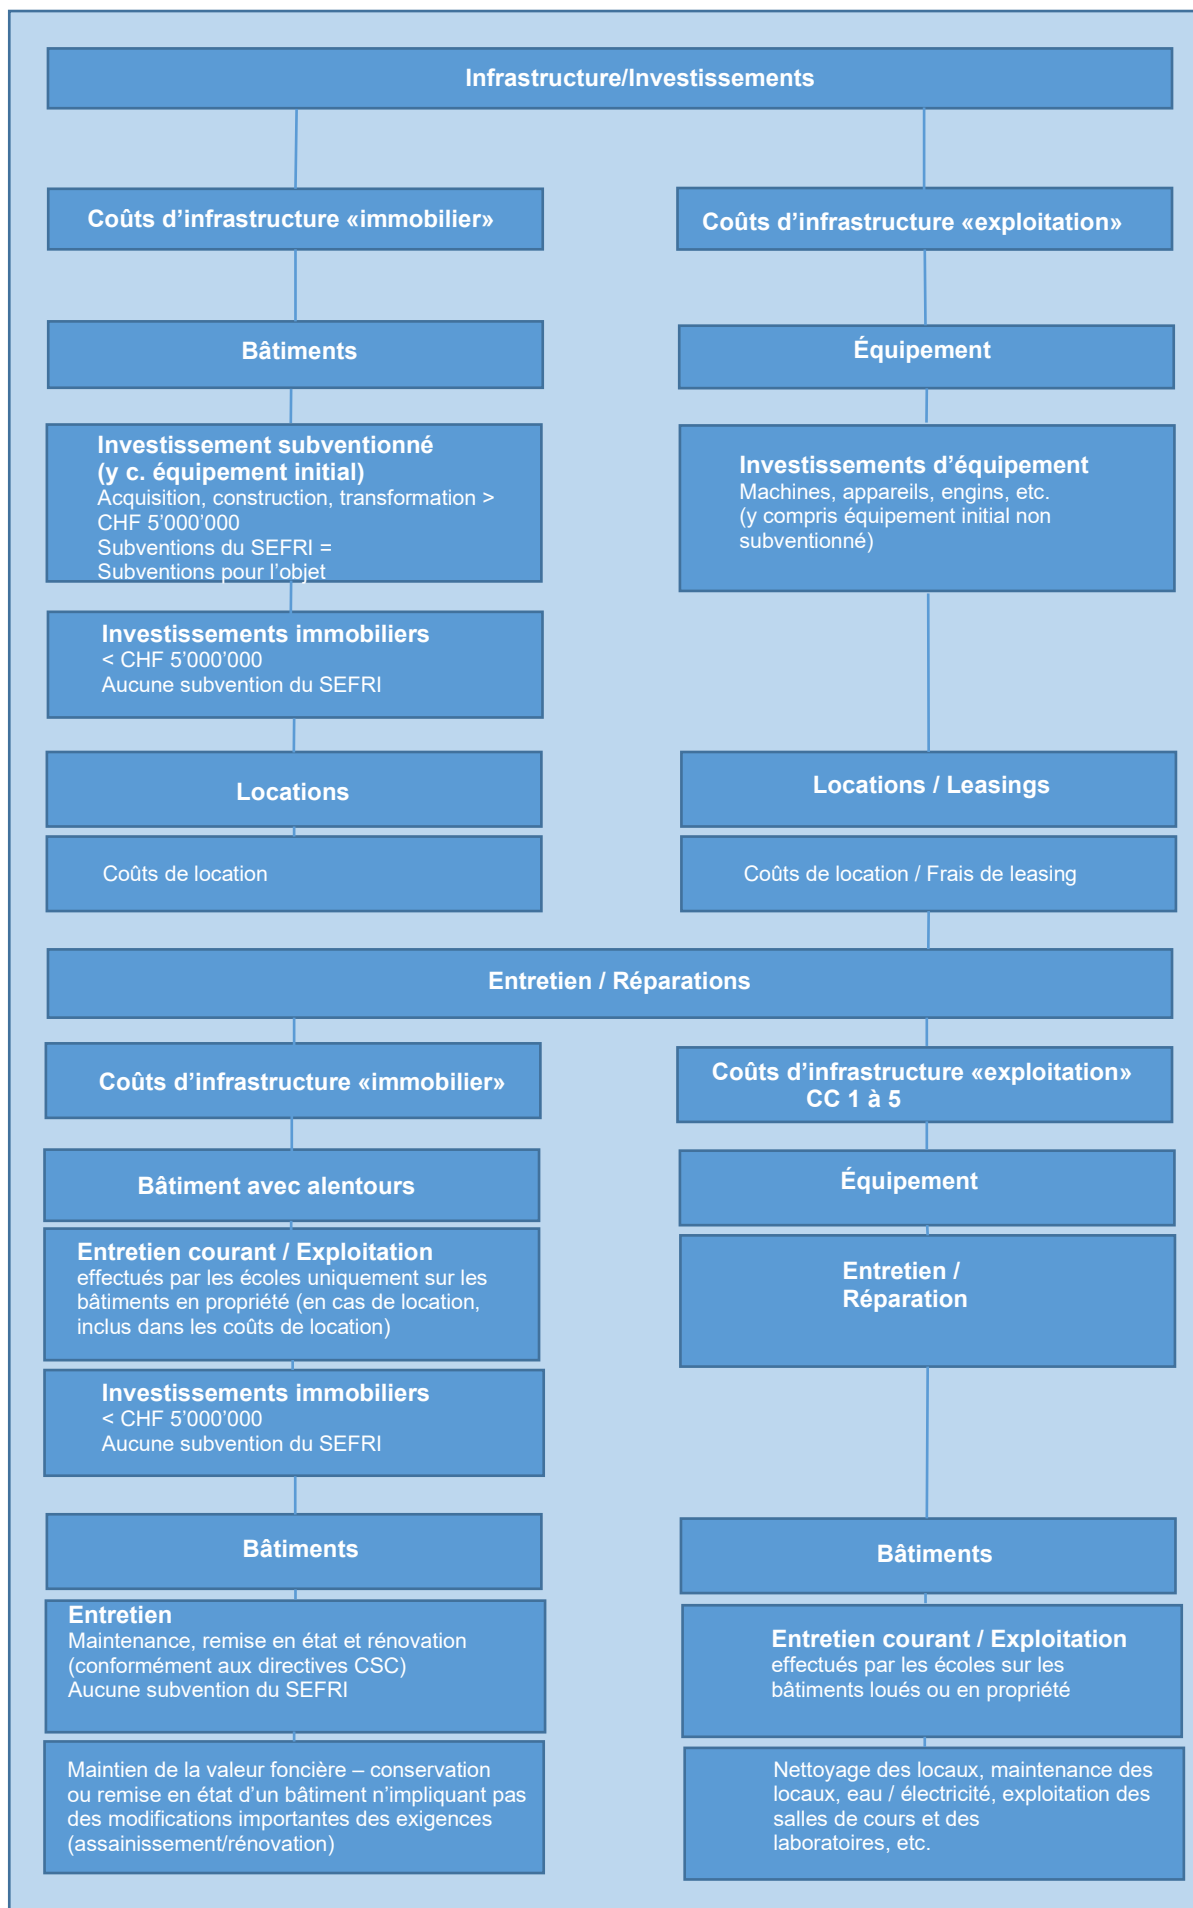 Infrastructure/Investissements
Coûts d’infrastructure «immobilier»
Coûts d’infrastructure «exploitation»
Bâtiments
Équipement
Investissement subventionné
(y c. équipement initial)
Acquisition, construction, transformation >
CHF 5’000’000
Subventions du SEFRI =
Subventions pour l’objet
Investissements d’équipement
Machines, appareils, engins, etc.
(y compris équipement initial non
subventionné)
Investissements immobiliers
< CHF 5’000’000
Aucune subvention du SEFRI
Locations
Locations / Leasings
Coûts de location
Coûts de location / Frais de leasing
Entretien / Réparations
Coûts d’infrastructure «immobilier»
Coûts d’infrastructure «exploitation»
CC 1 à 5
Bâtiment avec alentours
Équipement
Entretien courant / Exploitation
effectués par les écoles uniquement sur les
bâtiments en propriété (en cas de location,
inclus dans les coûts de location)
Entretien /
Réparation
Investissements immobiliers
< CHF 5’000’000
Aucune subvention du SEFRI
Bâtiments
Bâtiments
Entretien
Maintenance, remise en état et rénovation
(conformément aux directives CSC)
Aucune subvention du SEFRI
Entretien courant / Exploitation
effectués par les écoles sur les
bâtiments loués ou en propriété
Maintien de la valeur foncière – conservation
ou remise en état d’un bâtiment n’impliquant pas
des modifications importantes des exigences
(assainissement/rénovation)
Nettoyage des locaux, maintenance des
locaux, eau / électricité, exploitation des
salles de cours et des
laboratoires, etc.